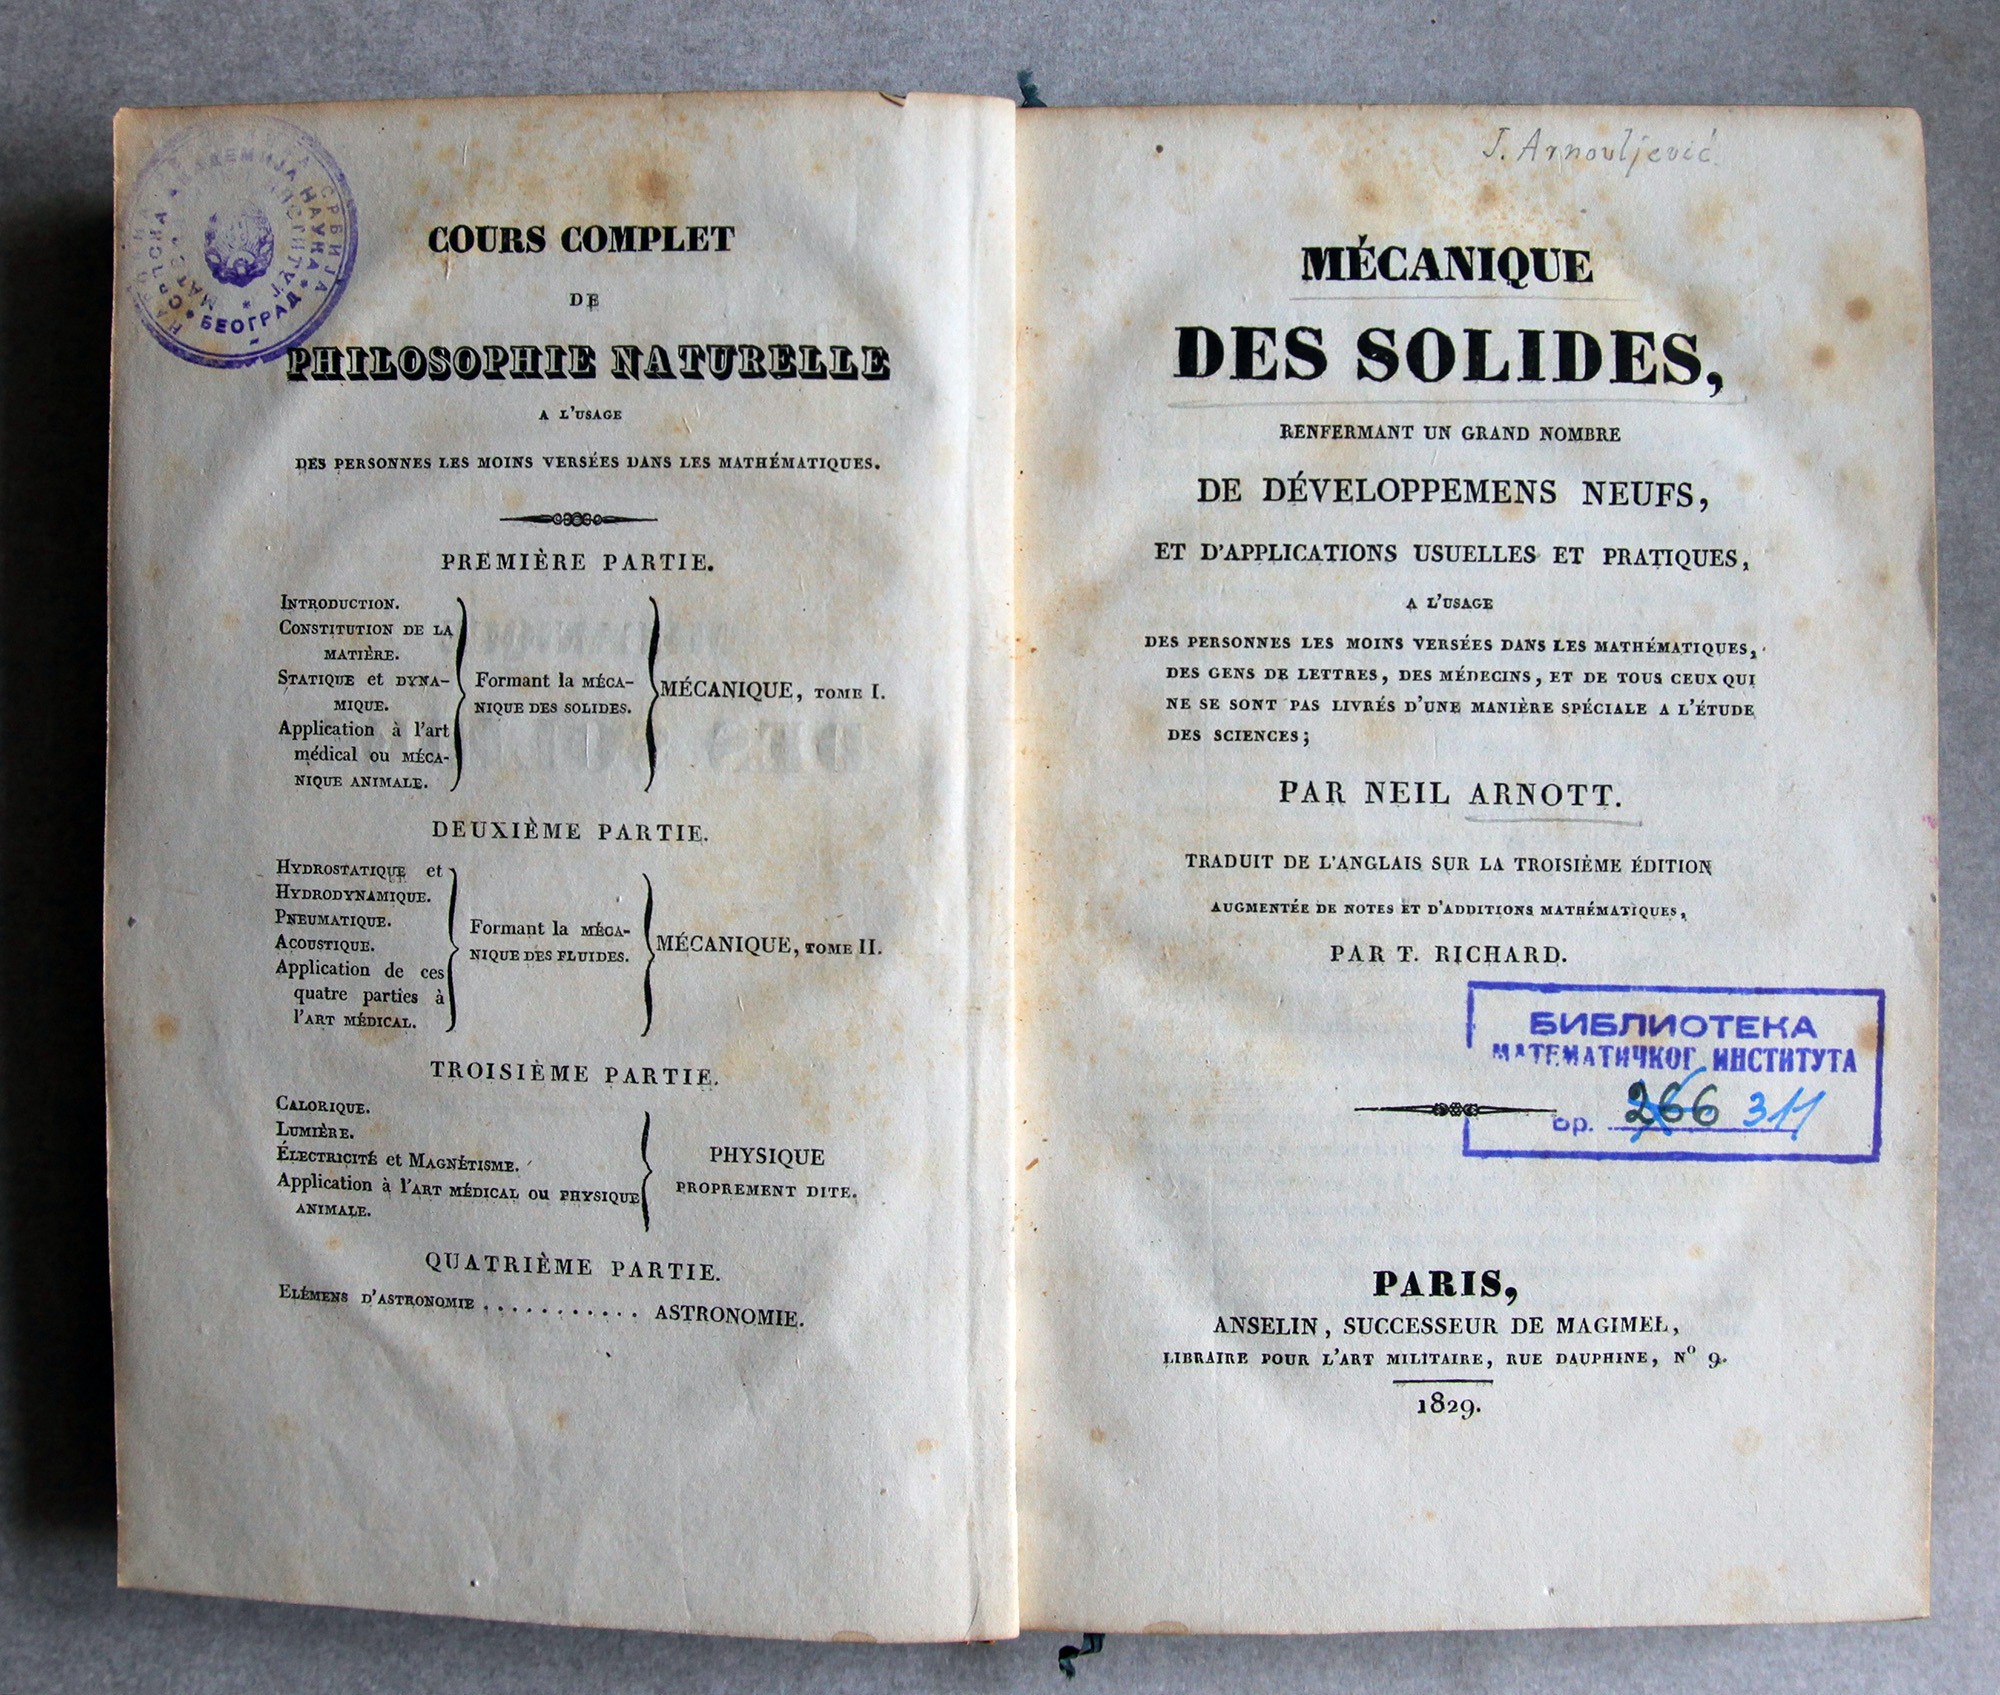 СРБИЈА
СРПСКА АКАДЕМИЈА НАУКА
БЕОГРАД
COURS COMPLET
DE
PHILOSOPHIE NATURELLE
A L'USAGE
DES PERSONNES LES MOINS VERSÉES DANS LES MATHÉMATIQUES.
PREMIÈRE PARTIE.
INTRODUCTION.
CONSTITUTION DE LA
MATIÈRE.
STATIQUE et DYNA-
MIQUE.
Application à l'art
médical ou MÉCA-
NIQUE ANIMALE.
Formant la MÉCA-
NIQUE DES SOLIDES.
MÉCANIQUE, TOME I.
DEUXIÈME PARTIE.
HYDROSTATIQUE et
HYDRODYNAMIQUE.
PNEUMATIQUE.
ACOUSTIQUE.
Application de ces
quatre parties à
l'ART MÉDICAL.
Formant la MÉCA-
NIQUE DES FLUIDES.
MÉCANIQUE, TOME II.
TROISIÈME PARTIE.
CALORIQUE.
LUMIÈRE.
ÉLECTRICITÉ et MAGNÉTISME.
Application à l'ART MÉDICAL OU PHYSIQUE
ANIMALE.
PHYSIQUE
PROPREMENT DITE.
QUATRIÈME PARTIE.
ELÉMENS D'ASTRONOMIE . . . . . . . . . . . ASTRONOMIE.
J. Arnouljević.
MÉCANIQUE
DES SOLIDES,
RENFERMANT UN GRAND NOMBRE
DE DÉVELOPPEMENS NEUFS,
ET D'APPLICATIONS USUELLES ET PRATIQUES,
A L'USAGE
DES PERSONNES LES MOINS VERSÉES DANS LES MATHÉMATIQUES,
DES GENS DE LETTRES, DES MÉDECINS, ET DE TOUS CEUX QUI
NE SE SONT PAS LIVRÉS D'UNE MANIÈRE SPÉCIALE A L'ÉTUDE
DES SCIENCES;
PAR NEIL ARNOTT.
TRADUIT DE L'ANGLAIS SUR LA TROISIÈME ÉDITION
AUGMENTÉE DE NOTES ET D'ADDITIONS MATHÉMATIQUES,
PAR T. RICHARD.
БИБЛИОТЕКА
МАТЕМАТИЧКОГ ИНСТИТУТА
Бр. 266 311
PARIS,
ANSELIN, SUCCESSEUR DE MAGIMEL,
LIBRAIRE POUR L'ART MILITAIRE, RUE DAUPHINE, Nº 9.
1829.